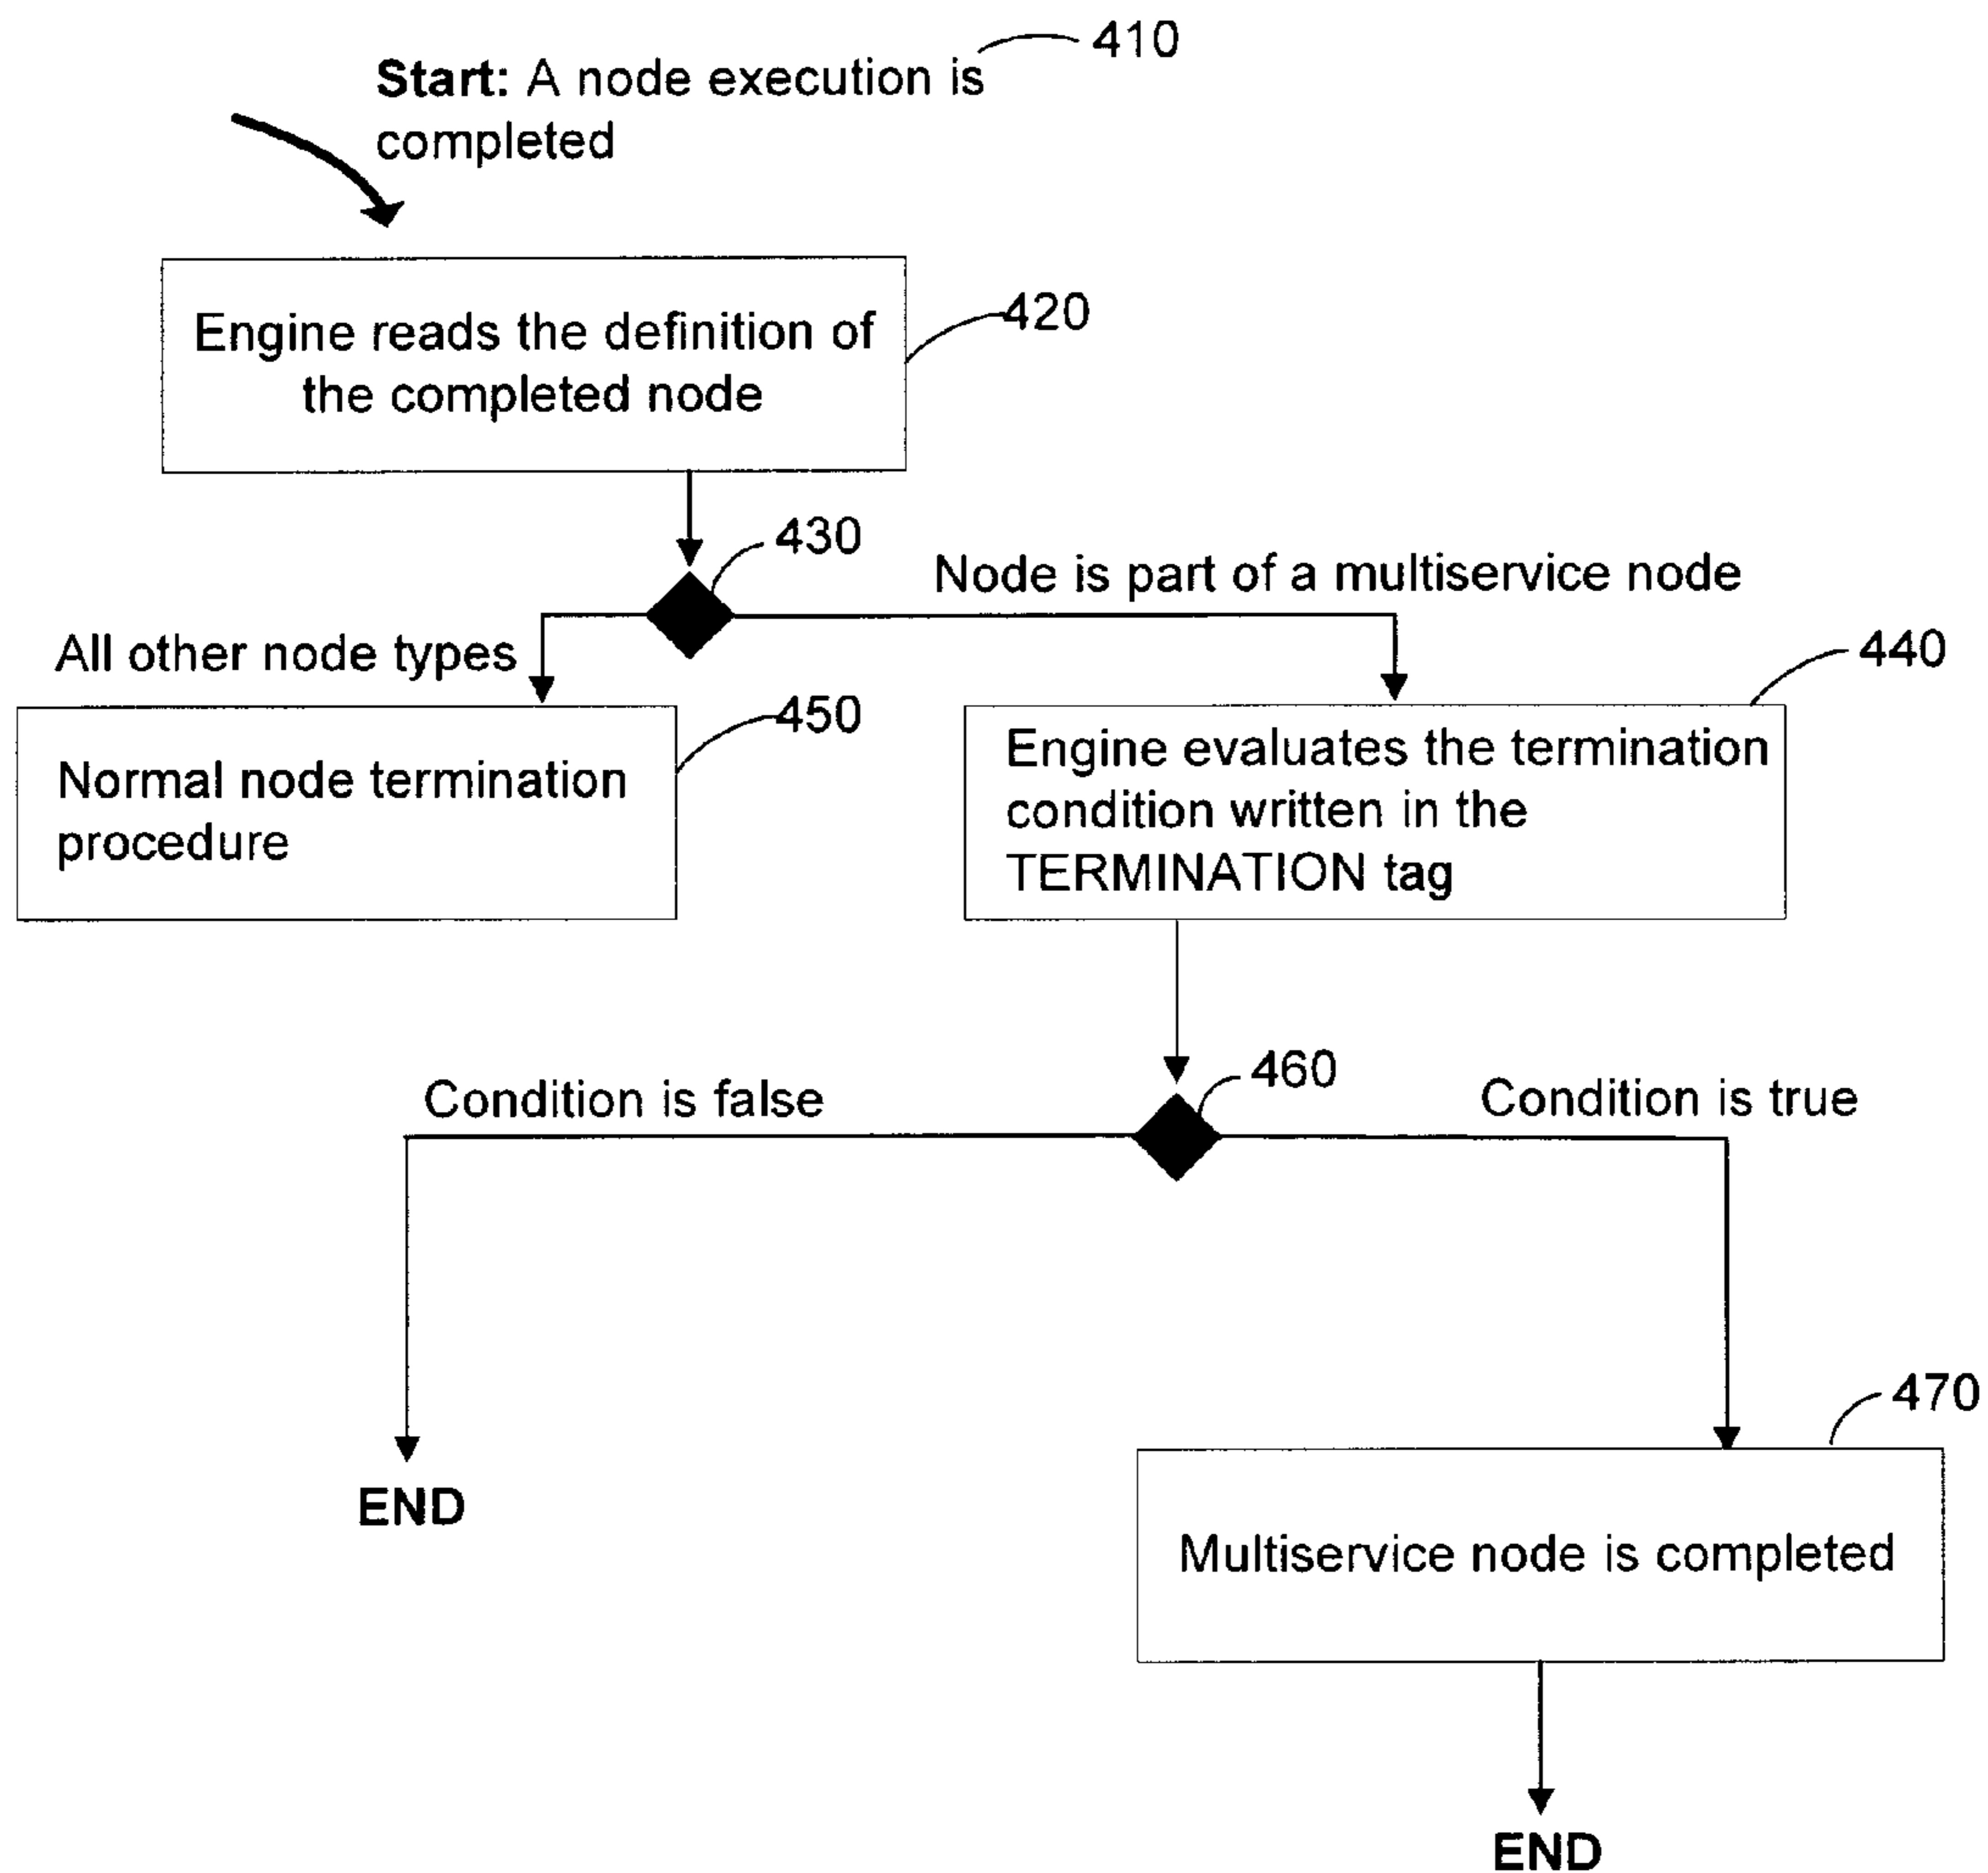 410
Start: A node execution is
completed
420
Engine reads the definition of
the completed node
430
Node is part of a multiservice node
All other node types
440
450
Normal node termination
procedure
Engine evaluates the termination
condition written in the
TERMINATION tag
460
Condition is false
Condition is true
470
END
Multiservice node is completed
END